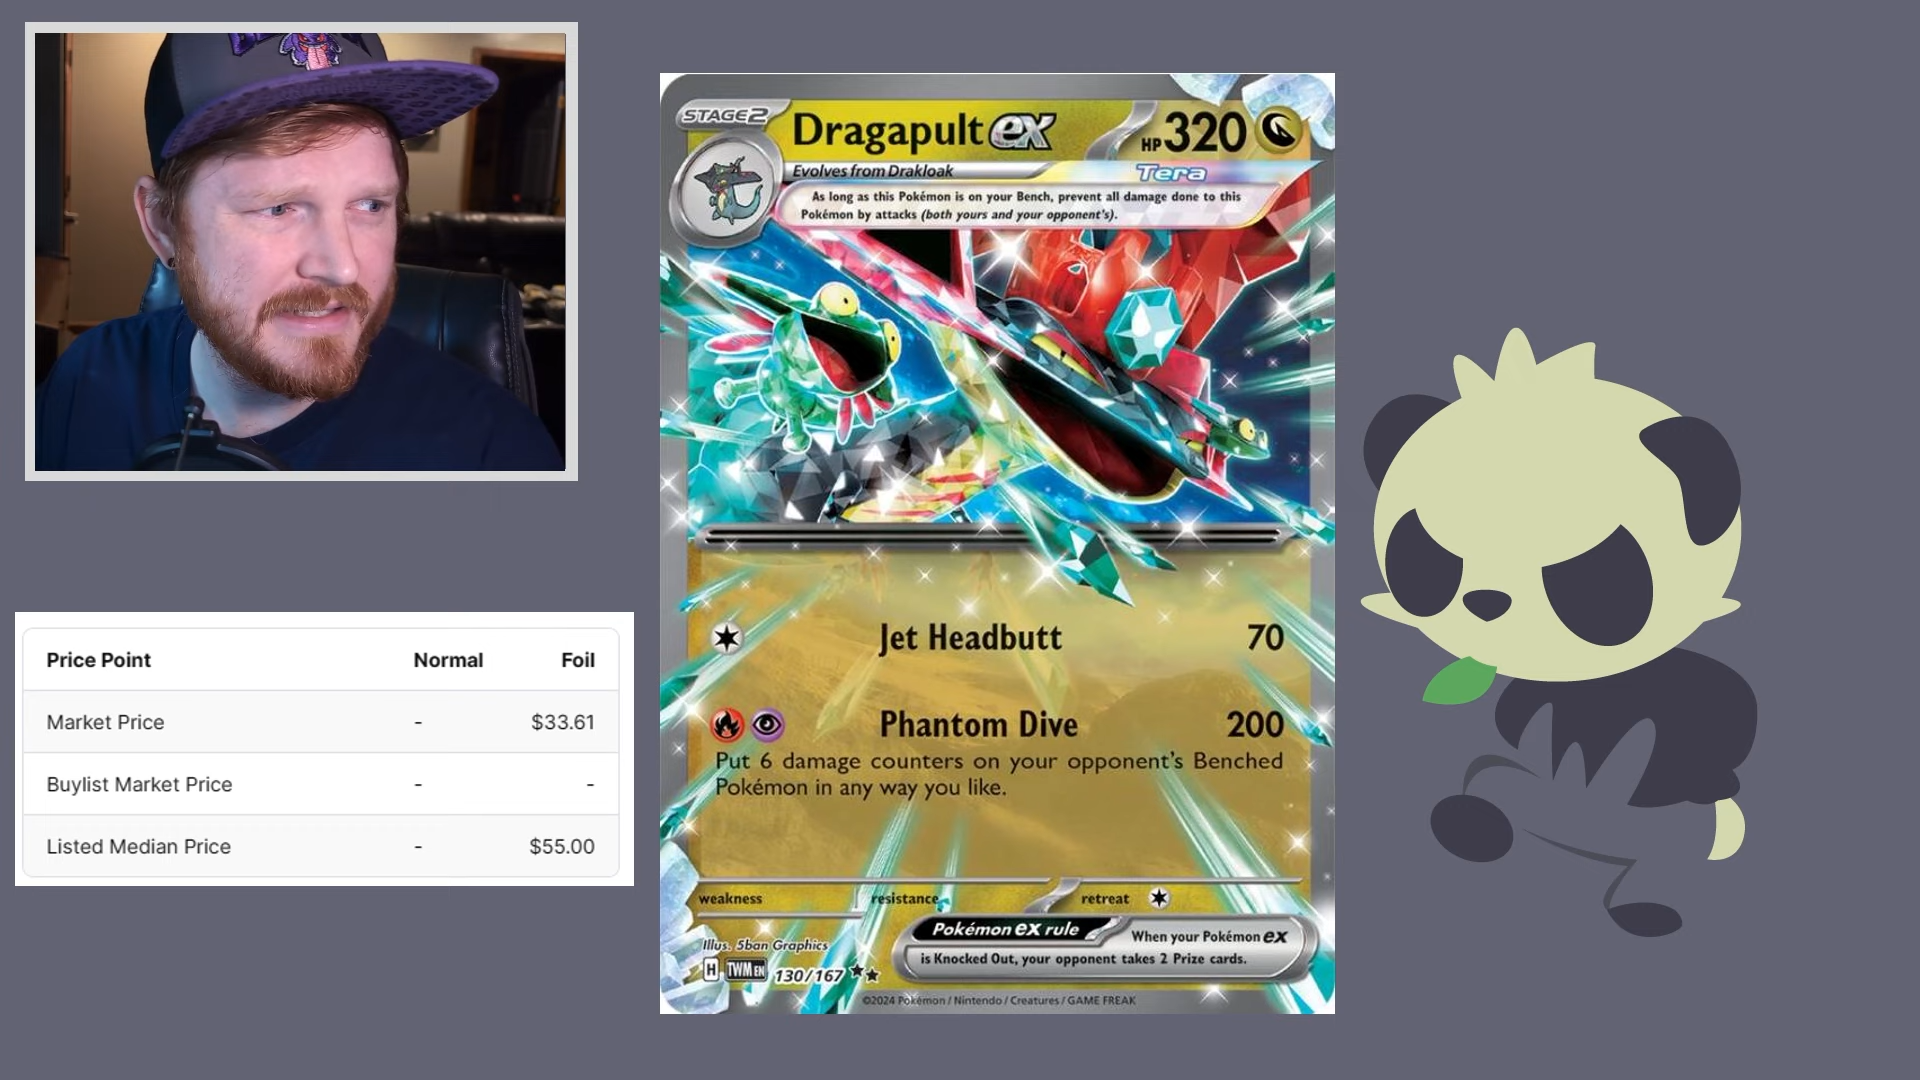 STAGE2
Dragapult ex
HP 320
Evolves from Drakloak
Tera
As long as this Pokémon is on your Bench, prevent all damage done to this
Pokémon by attacks (both yours and your opponent's).
Jet Headbutt 70
Phantom Dive 200
Put 6 damage counters on your opponent's Benched
Pokémon in any way you like.
weakness resistance retreat
Pokémon ex rule
When your Pokémon ex
is Knocked Out, your opponent takes 2 Prize cards.
Illus. 5ban Graphics
H TWM EN 130/167
©2024 Pokémon / Nintendo / Creatures / GAME FREAK
Price Point Normal Foil
Market Price - $33.61
Buylist Market Price - -
Listed Median Price - $55.00